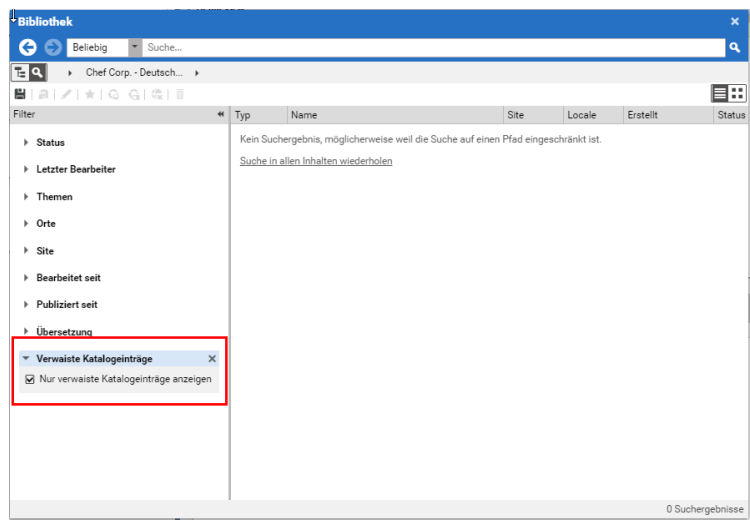 Bibliothek
Beliebig Suche...
Chef Corp. - Deutsch...
Filter Typ Name Site Locale Erstellt Status
Kein Suchergebnis, möglicherweise weil die Suche auf einen Pfad eingeschränkt ist.
Suche in allen Inhalten wiederholen
Status
Letzter Bearbeiter
Themen
Orte
Site
Bearbeitet seit
Publiziert seit
Übersetzung
Verwaiste Katalogeinträge
Nur verwaiste Katalogeinträge anzeigen
0 Suchergebnisse